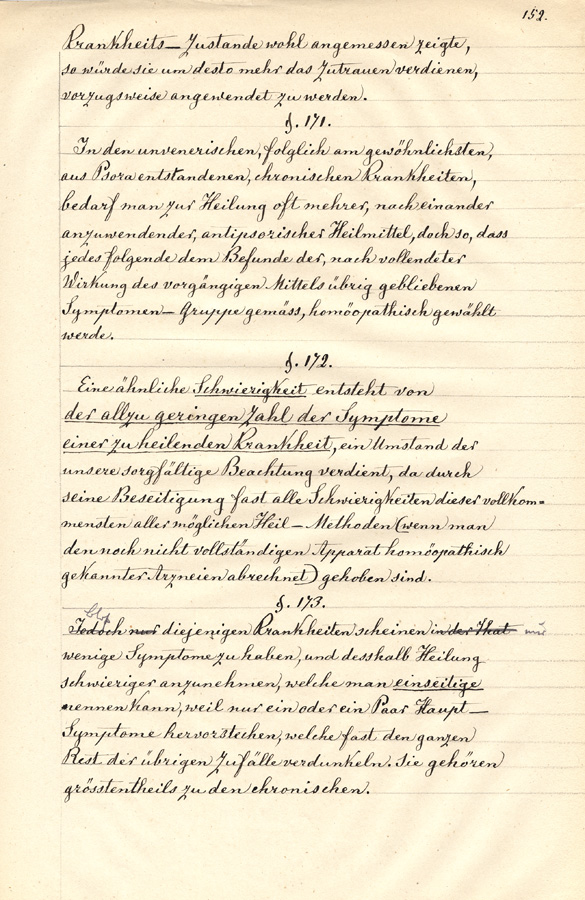 152.
Krankheits-Zustande wohl angemessen zeigte,
so würde sie um desto mehr das Zutrauen verdienen,
vorzugsweise angewendet zu werden.
§. 171.
In den unvenerischen, folglich am gewöhnlichsten,
aus Psora entstandenen, chronischen Krankheiten,
bedarf man zur Heilung oft mehrer, nach einander
anzuwendender, antipsorischer Heilmittel, doch so, dass
jedes folgende dem Befunde der, nach vollendeter
Wirkung des vorgängigen Mittels übrig gebliebenen
Symptomen-Gruppe gemäss, homöopathisch gewählt
werde.
§. 172.
Eine ähnliche Schwierigkeit entsteht von
der allzu geringen Zahl der Symptome
einer zu heilenden Krankheit, ein Umstand der
unsere sorgfältige Beachtung verdient, da durch
seine Beseitigung fast alle Schwierigkeiten dieser vollkom=
mensten aller möglichen Heil-Methoden (wenn man
den noch nicht vollständigen Apparat homöopathisch
gekannter Arzneien abrechnet) gehoben sind.
§. 173.
Blos
Jedoch nur diejenigen Krankheiten scheinen in der That nur
wenige Symptome zu haben, und desshalb Heilung
schwieriger anzunehmen, welche man einseitige
nennen kann, weil nur ein oder ein Paar Haupt-
Symptome hervorstechen, welche fast den ganzen
Rest der übrigen Zufälle verdunkeln. Sie gehören
grösstentheils zu den chronischen.